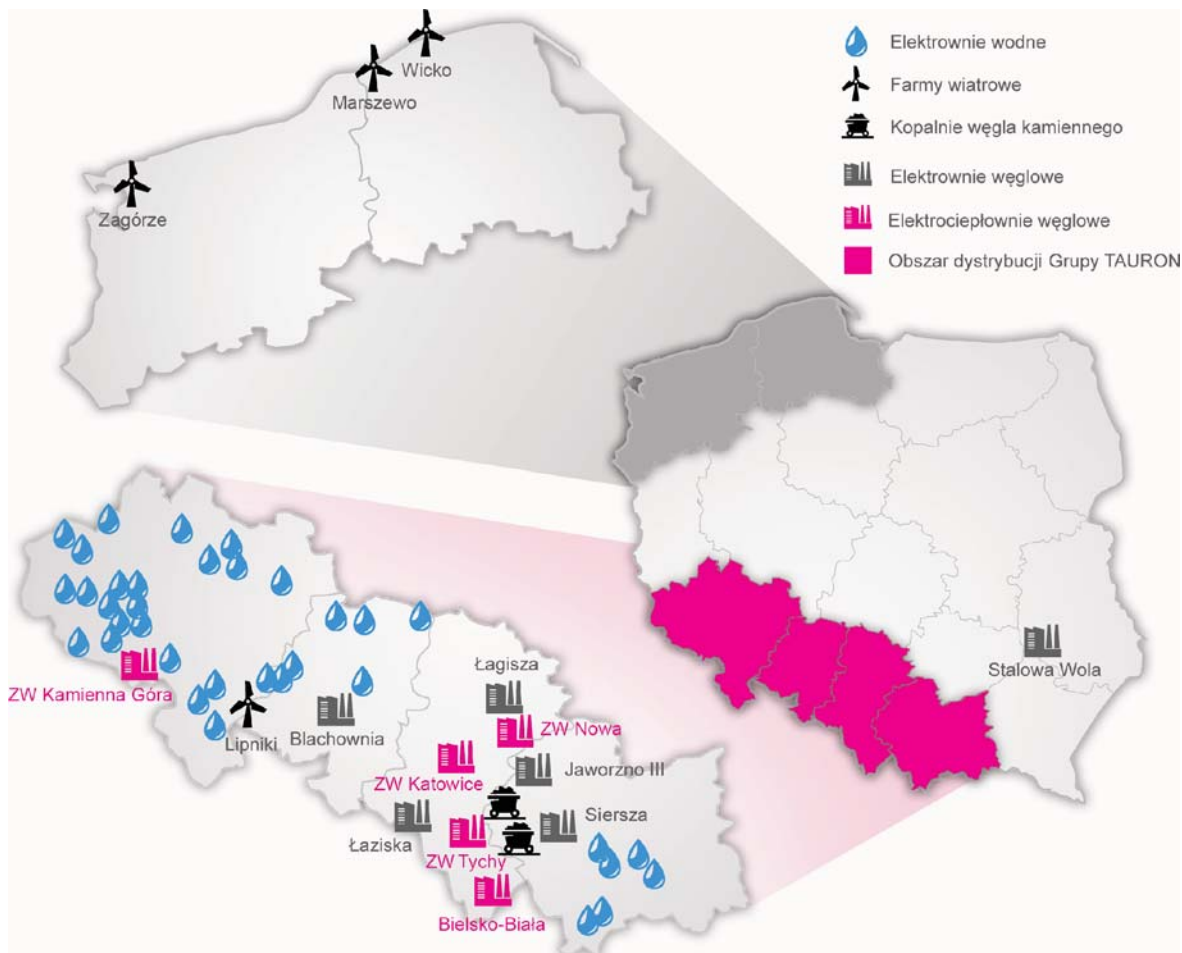 Elektrownie wodne
Farmy wiatrowe
Kopalnie węgla kamiennego
Elektrownie węglowe
Elektrociepłownie węglowe
Obszar dystrybucji Grupy TAURON
Wicko
Marszewo
Zagórze
Stalowa Wola
ZW Kamienna Góra
Lipniki
Blachownia
Łagisza
ZW Nowa
Jaworzno III
ZW Katowice
Siersza
Łaziska
ZW Tychy
Bielsko-Biała